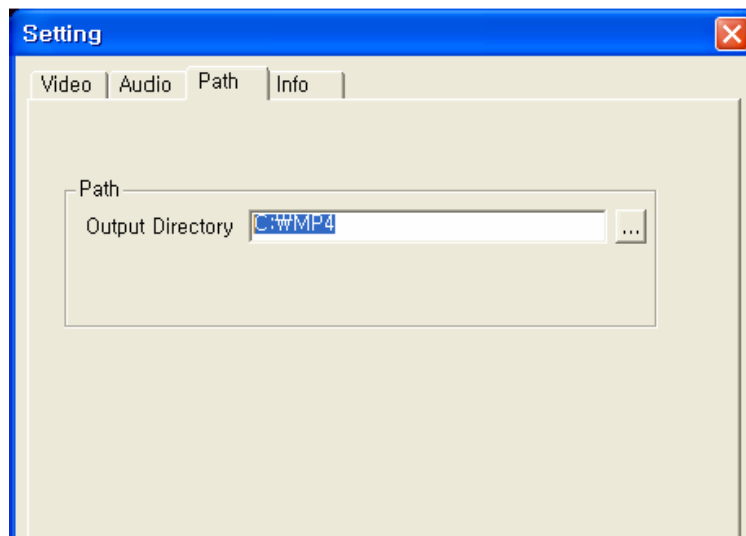 Setting
Video Audio Path Info
Path
Output Directory C:₩MP4 ...